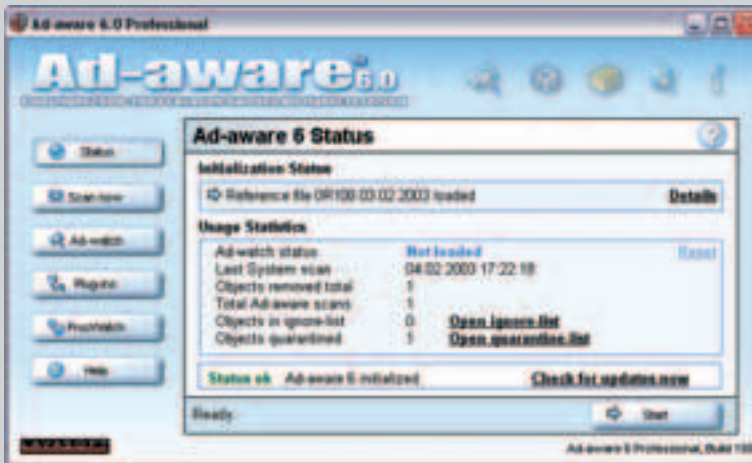 Ad-aware 6.0 Professional
Ad-aware 6.0
Status
Ad-aware 6 Status
Initialization Status
Scan now
Reference file 0R100 03.02.2003 loaded
Details
Ad-watch
Usage Statistics
Ad-watch status Not loaded Reset
Last System scan 04.02.2003 17:22:18
Plug-ins
Objects removed total 1
Total Ad-aware scans 1
ProcWatch
Objects in ignore-list 0 Open ignore-list
Objects quarantined 1 Open quarantine-list
Help
Status ok Ad-aware 6 initialized Check for updates now
Ready
Start
LAVASOFT
Ad-aware 6 Professional, Build